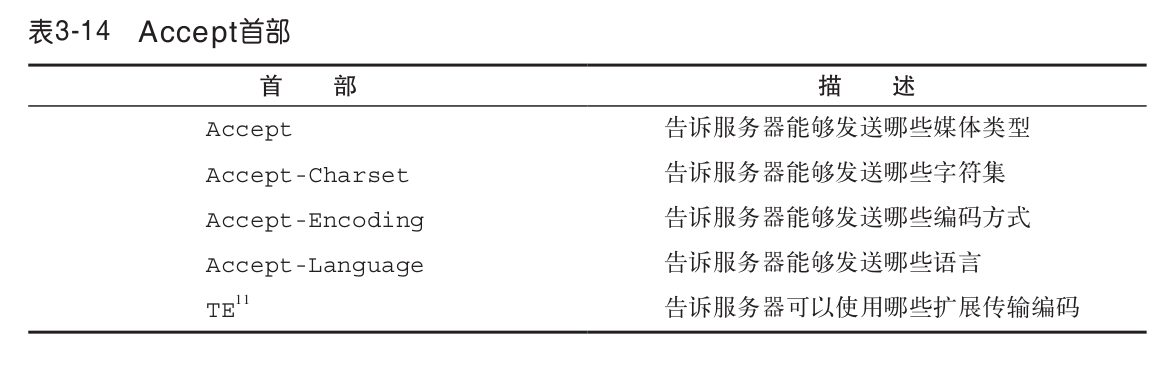 表3-14 Accept首部
首 部 描 述
Accept 告诉服务器能够发送哪些媒体类型
Accept-Charset 告诉服务器能够发送哪些字符集
Accept-Encoding 告诉服务器能够发送哪些编码方式
Accept-Language 告诉服务器能够发送哪些语言
TE11 告诉服务器可以使用哪些扩展传输编码